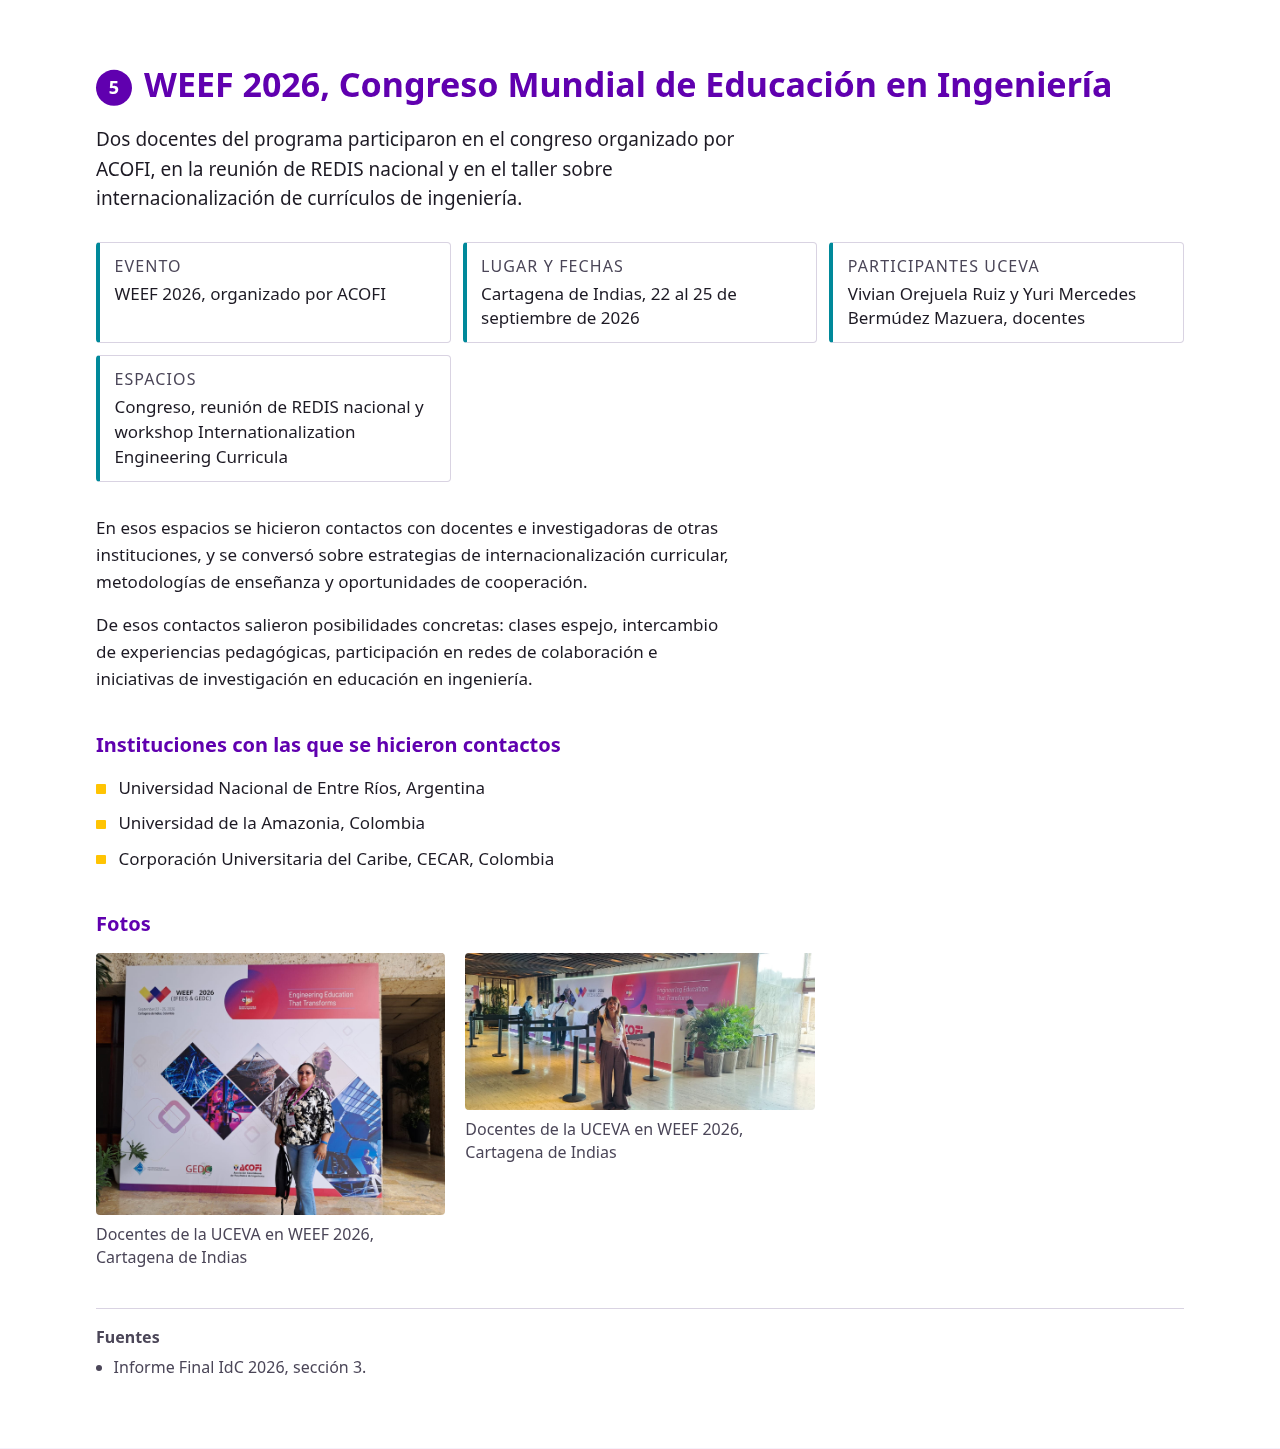 5 WEEF 2026, Congreso Mundial de Educación en Ingeniería
Dos docentes del programa participaron en el congreso organizado por
ACOFI, en la reunión de REDIS nacional y en el taller sobre
internacionalización de currículos de ingeniería.
EVENTO
WEEF 2026, organizado por ACOFI
LUGAR Y FECHAS
Cartagena de Indias, 22 al 25 de
septiembre de 2026
PARTICIPANTES UCEVA
Vivian Orejuela Ruiz y Yuri Mercedes
Bermúdez Mazuera, docentes
ESPACIOS
Congreso, reunión de REDIS nacional y
workshop Internationalization
Engineering Curricula
En esos espacios se hicieron contactos con docentes e investigadoras de otras
instituciones, y se conversó sobre estrategias de internacionalización curricular,
metodologías de enseñanza y oportunidades de cooperación.
De esos contactos salieron posibilidades concretas: clases espejo, intercambio
de experiencias pedagógicas, participación en redes de colaboración e
iniciativas de investigación en educación en ingeniería.
Instituciones con las que se hicieron contactos
Universidad Nacional de Entre Ríos, Argentina
Universidad de la Amazonia, Colombia
Corporación Universitaria del Caribe, CECAR, Colombia
Fotos
WEEF 2026
(IFEES & GEDC)
Engineering Education
That Transforms
GEDC
ACOFI
Engineering Education
That Transforms
ACOFI
Docentes de la UCEVA en WEEF 2026,
Cartagena de Indias
Docentes de la UCEVA en WEEF 2026,
Cartagena de Indias
Fuentes
Informe Final IdC 2026, sección 3.